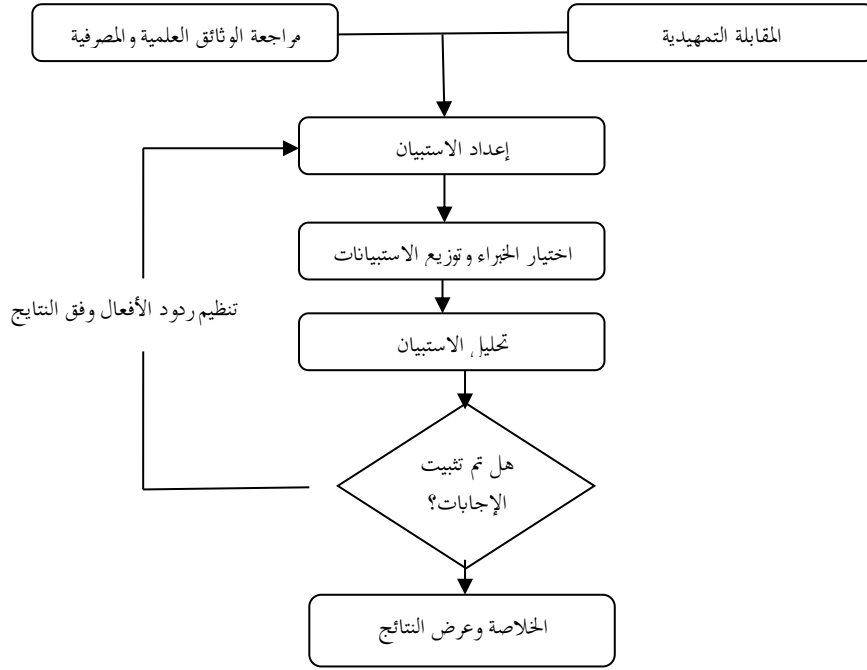 المقابلة التمهيدية
مراجعة الوثائق العلمية والمصرفية
إعداد الاستبيان
اختيار الخبراء وتوزيع الاستبيانات
تنظيم ردود الأفعال وفق النتايج
تحليل الاستبيان
هل تم تثبيت
الإجابات؟
الخلاصة وعرض النتائج